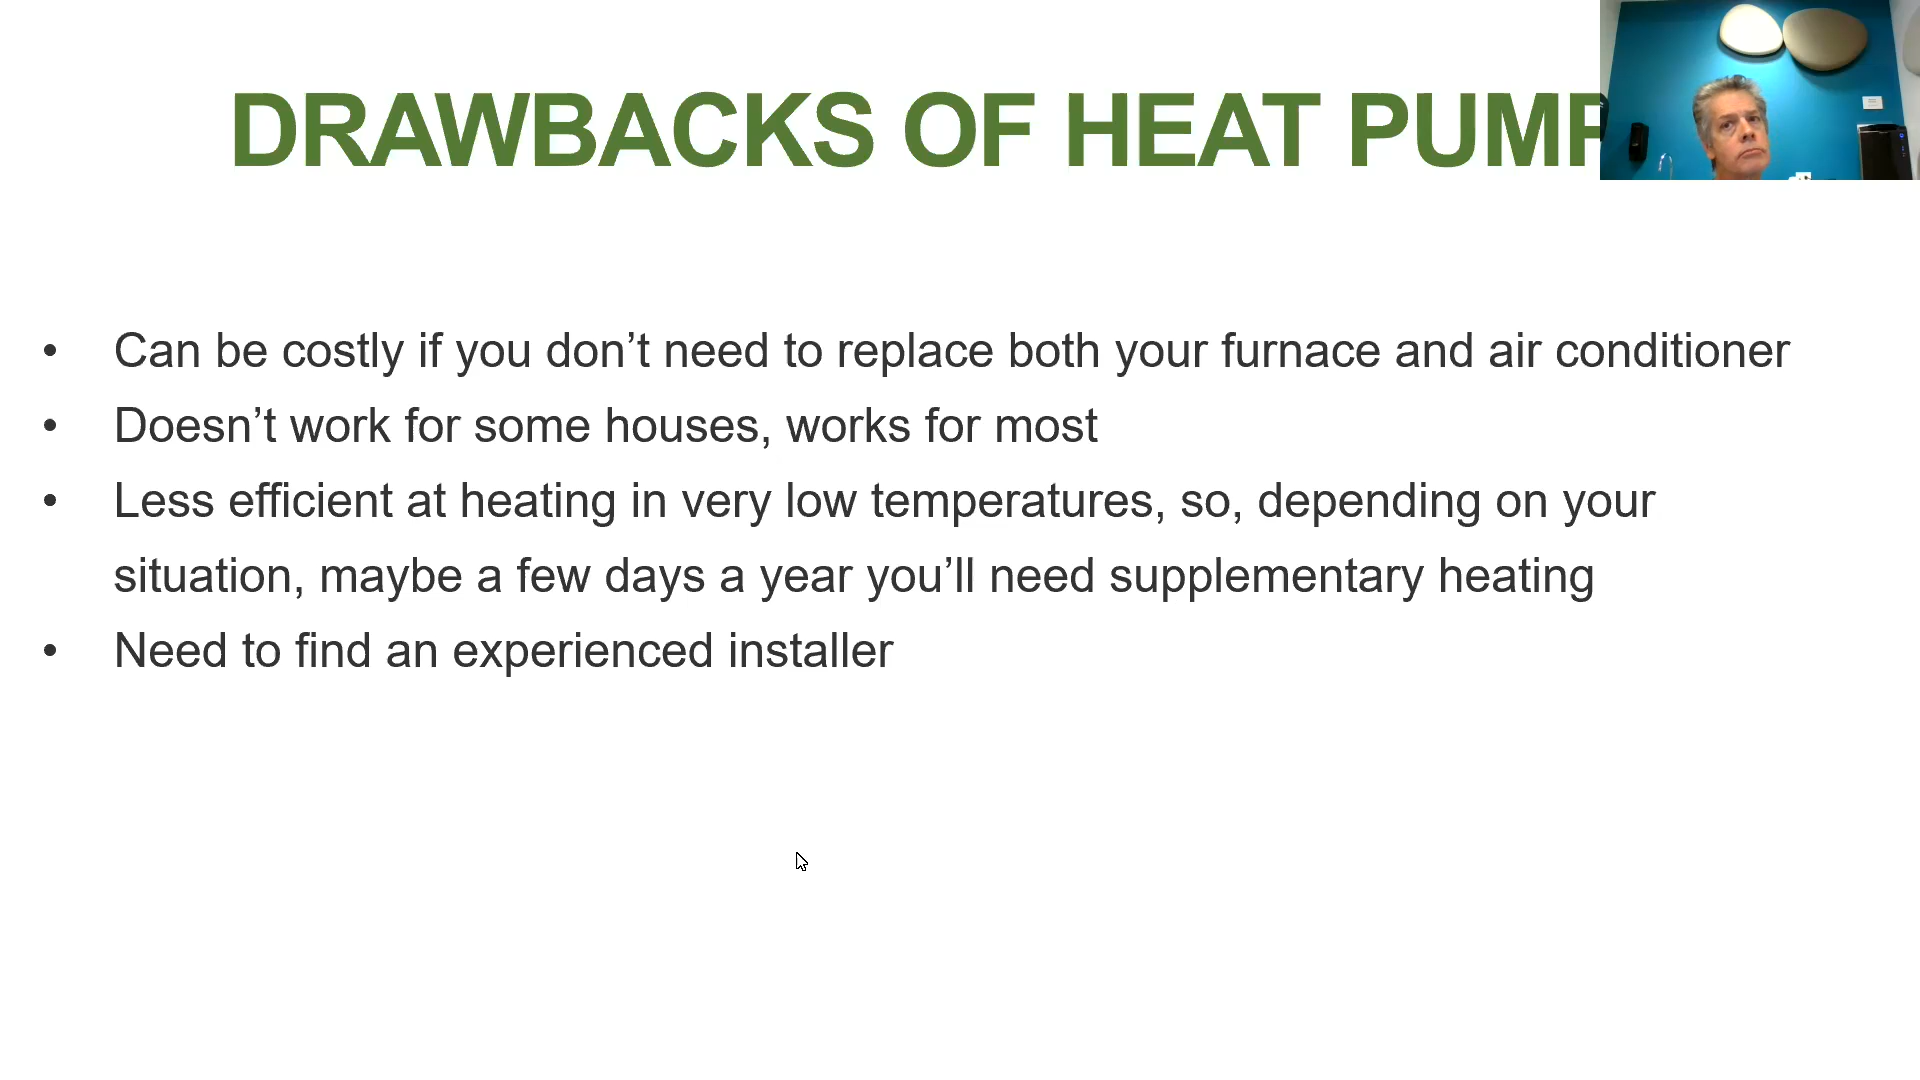 DRAWBACKS OF HEAT PUMP
• Can be costly if you don’t need to replace both your furnace and air conditioner
• Doesn’t work for some houses, works for most
• Less efficient at heating in very low temperatures, so, depending on your
situation, maybe a few days a year you’ll need supplementary heating
• Need to find an experienced installer